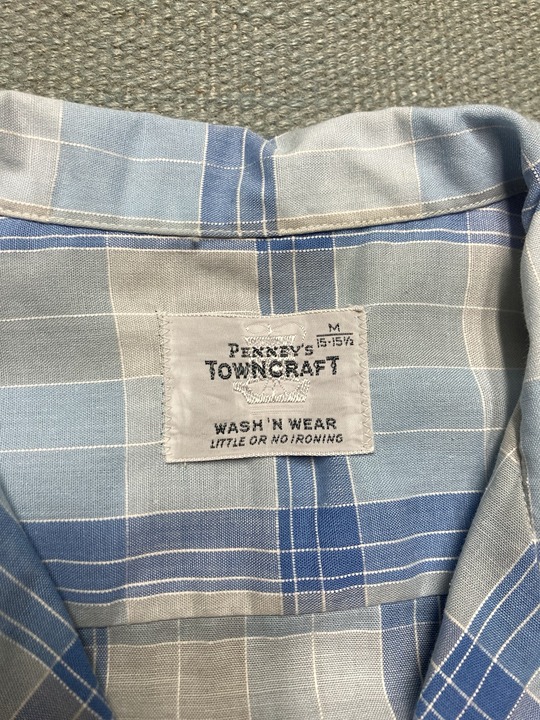 M
15-15½
PENNEY'S
TOWNCRAFT
WASH 'N WEAR
LITTLE OR NO IRONING